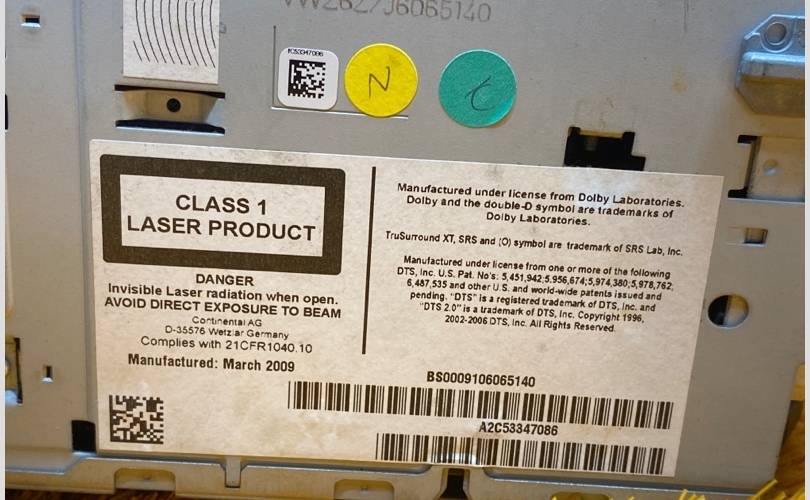 VWZ6Z7J6065140
A2C53347086
N
C
CLASS 1
LASER PRODUCT
DANGER
Invisible Laser radiation when open.
AVOID DIRECT EXPOSURE TO BEAM
Continental AG
D-35576 Wetzlar Germany
Complies with 21CFR1040.10
Manufactured: March 2009
Manufactured under license from Dolby Laboratories.
Dolby and the double-D symbol are trademarks of
Dolby Laboratories.
TruSurround XT, SRS and (O) symbol are trademark of SRS Lab, Inc.
Manufactured under license from one or more of the following
DTS, Inc. U.S. Pat. No's: 5,451,942;5,956,674;5,974,380;5,978,762;
6,487,535 and other U.S. and world-wide patents issued and
pending. "DTS" is a registered trademark of DTS, Inc. and
"DTS 2.0" is a trademark of DTS, Inc. Copyright 1996,
2002-2006 DTS, Inc. All Rights Reserved.
BS0009106065140
A2C53347086